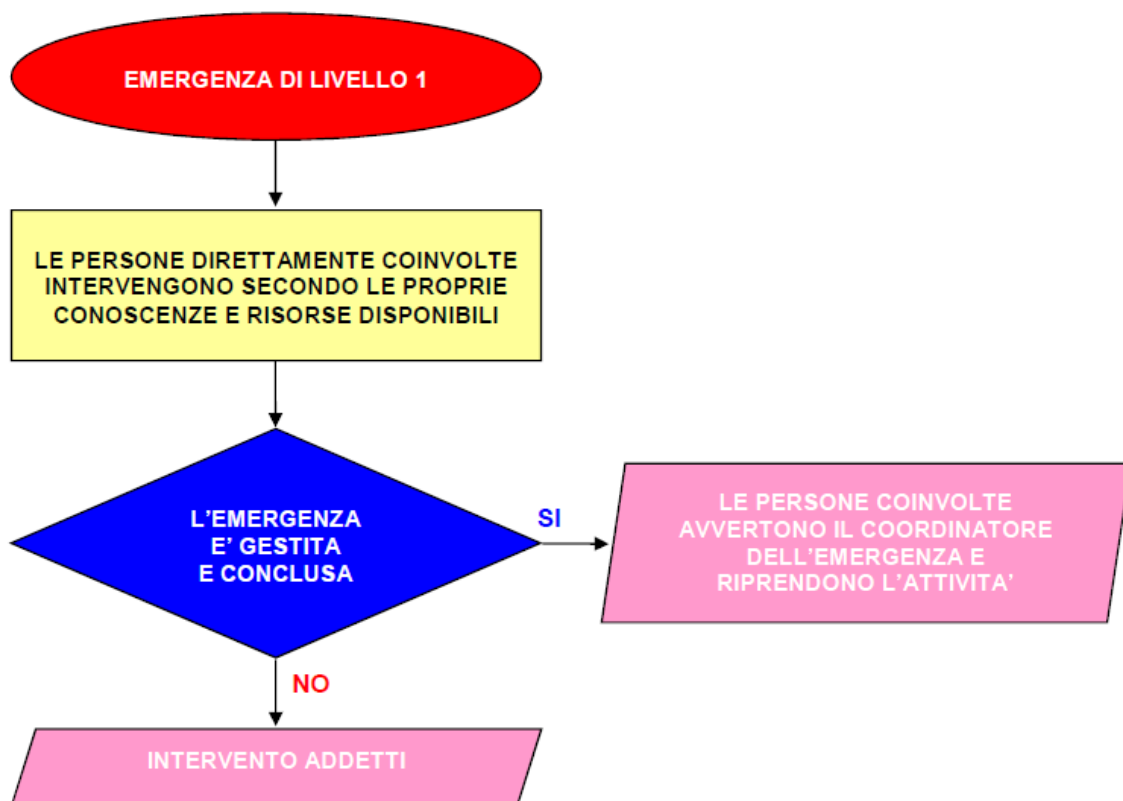 EMERGENZA DI LIVELLO 1
LE PERSONE DIRETTAMENTE COINVOLTE
INTERVENGONO SECONDO LE PROPRIE
CONOSCENZE E RISORSE DISPONIBILI
L'EMERGENZA
E' GESTITA
E CONCLUSA
SI
LE PERSONE COINVOLTE
AVVERTONO IL COORDINATORE
DELL'EMERGENZA E
RIPRENDONO L'ATTIVITA'
NO
INTERVENTO ADDETTI